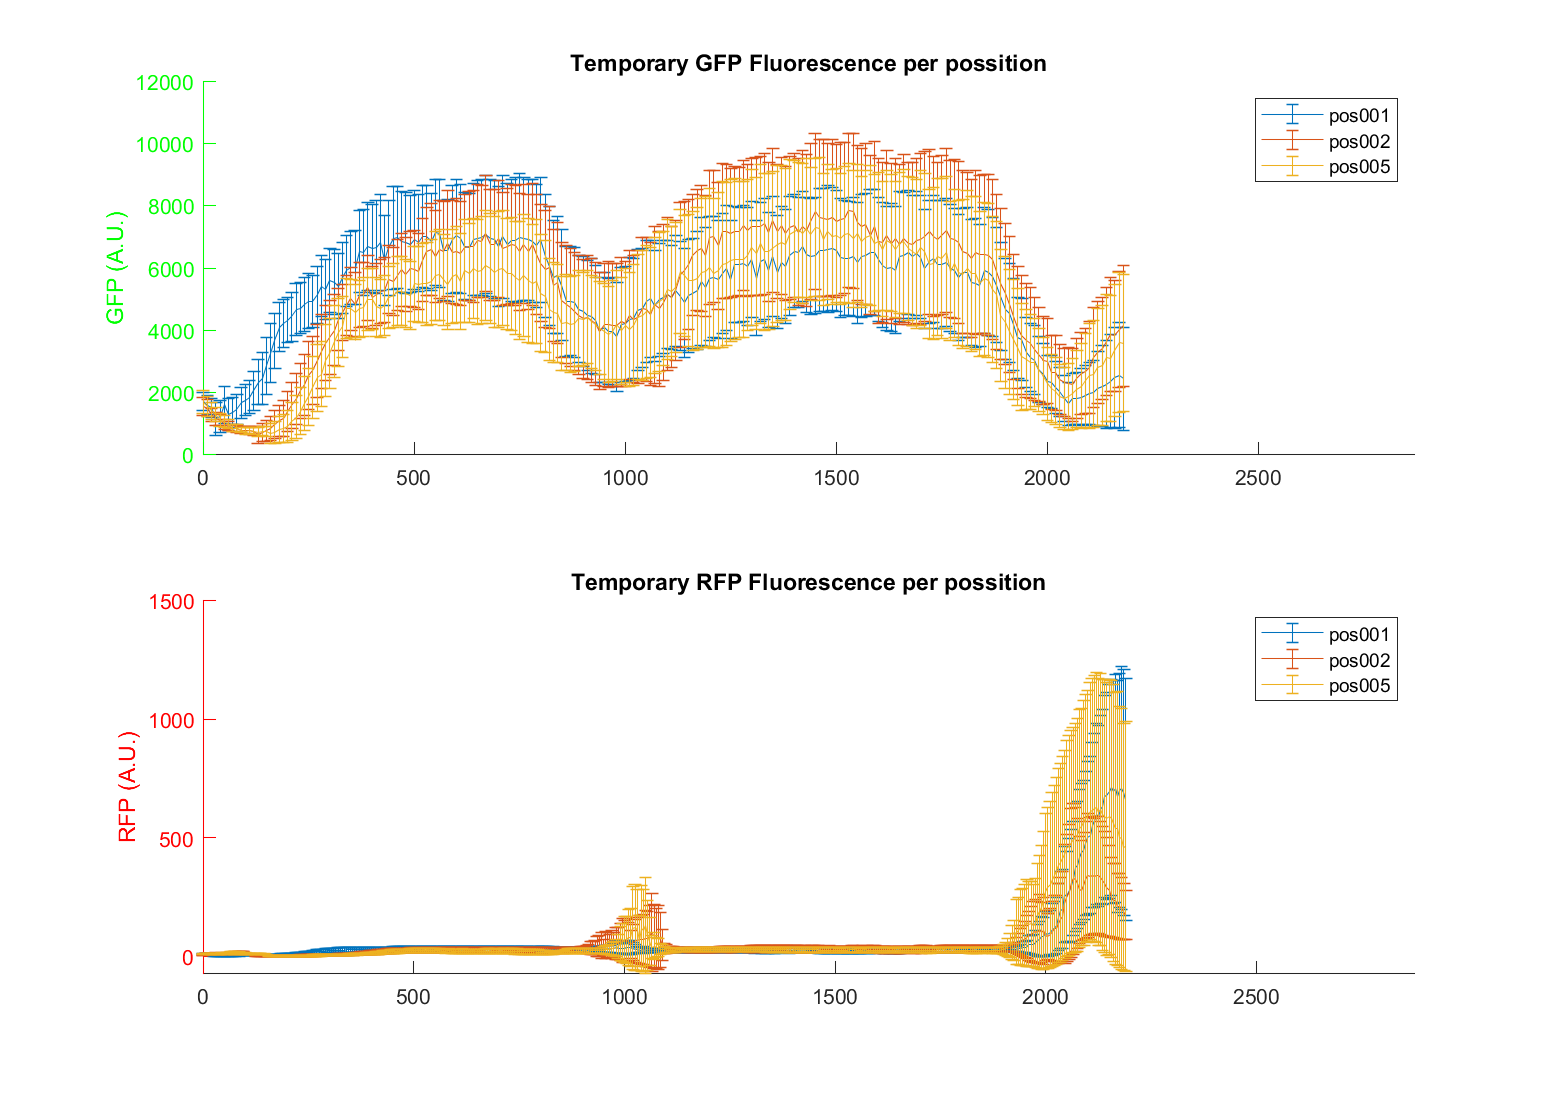 Temporary GFP Fluorescence per possition
12000
10000
8000
6000
4000
2000
0
GFP (A.U.)
pos001
pos002
pos005
0 500 1000 1500 2000 2500
Temporary RFP Fluorescence per possition
1500
1000
500
0
RFP (A.U.)
pos001
pos002
pos005
0 500 1000 1500 2000 2500